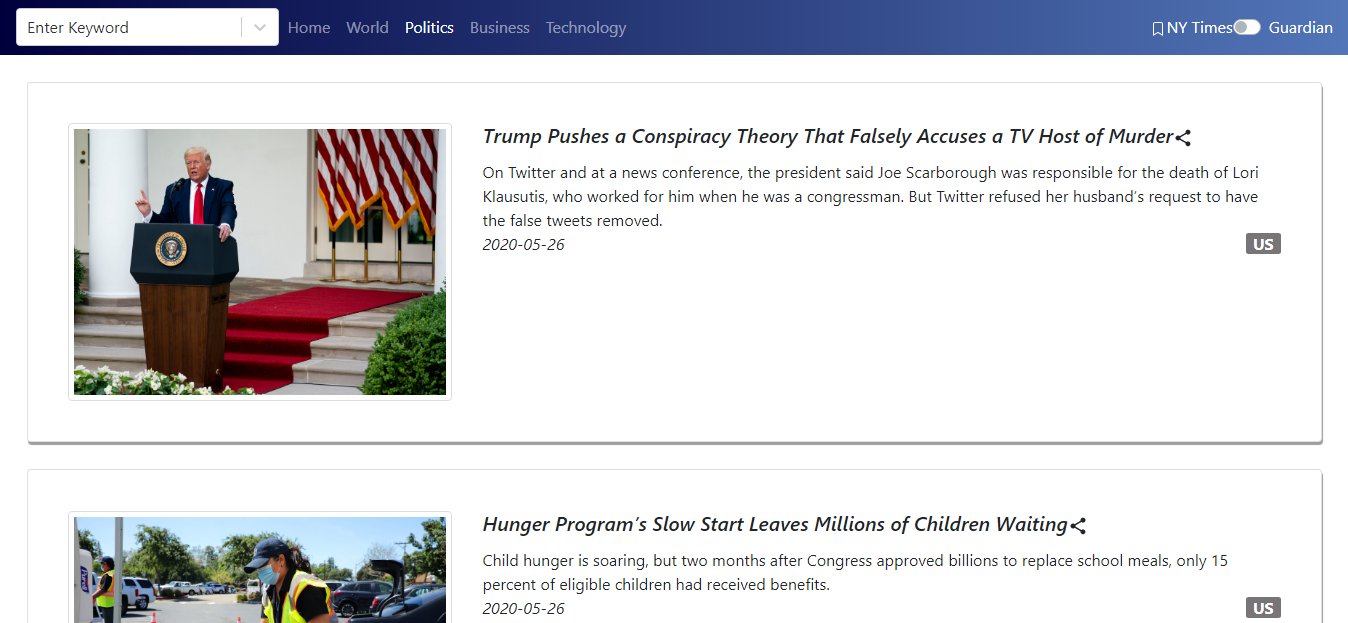 Enter Keyword Home World Politics Business Technology NY Times Guardian
Trump Pushes a Conspiracy Theory That Falsely Accuses a TV Host of Murder
On Twitter and at a news conference, the president said Joe Scarborough was responsible for the death of Lori
Klausutis, who worked for him when he was a congressman. But Twitter refused her husband's request to have
the false tweets removed.
2020-05-26 US
Hunger Program's Slow Start Leaves Millions of Children Waiting
Child hunger is soaring, but two months after Congress approved billions to replace school meals, only 15
percent of eligible children had received benefits.
2020-05-26 US